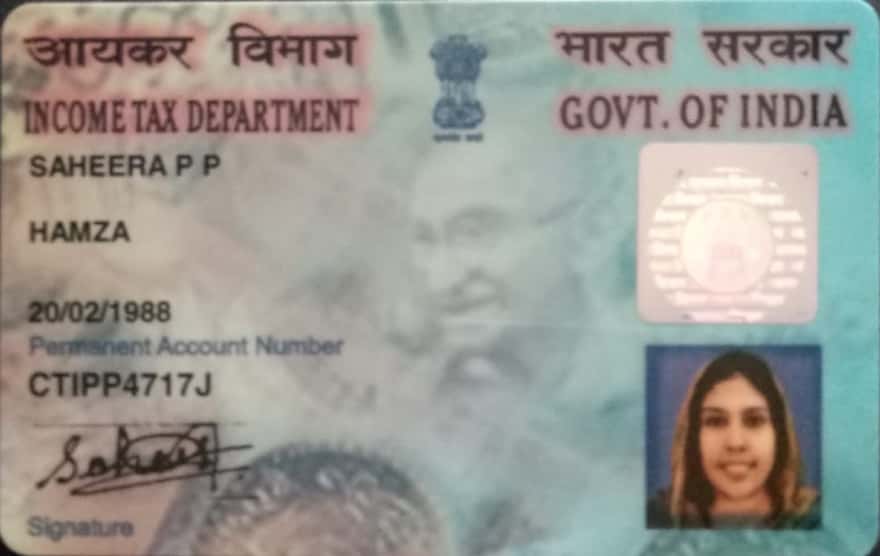 आयकर विभाग
भारत सरकार
INCOME TAX DEPARTMENT
GOVT. OF INDIA
SAHEERA P P
HAMZA
20/02/1988
Permanent Account Number
CTIPP4717J
Signature